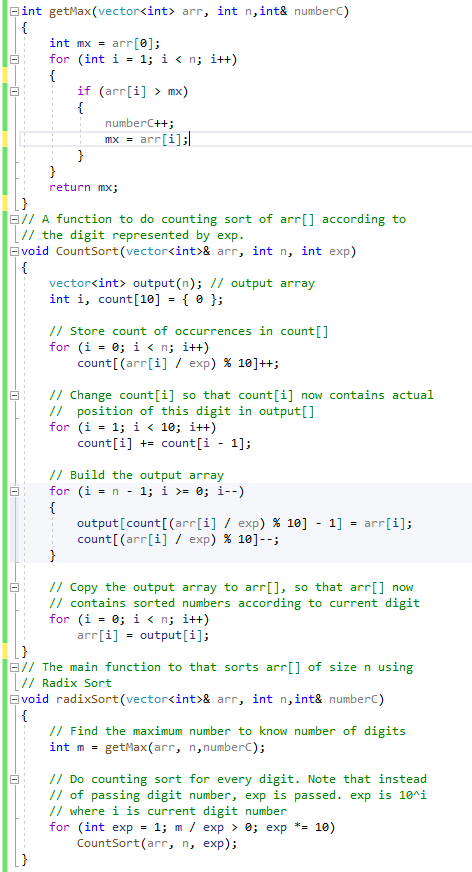 int getMax(vector<int> arr, int n,int& numberC)
{
    int mx = arr[0];
    for (int i = 1; i < n; i++)
    {
        if (arr[i] > mx)
        {
            numberC++;
            mx = arr[i];
        }
    }
    return mx;
}
// A function to do counting sort of arr[] according to
// the digit represented by exp.
void CountSort(vector<int>& arr, int n, int exp)
{
    vector<int> output(n); // output array
    int i, count[10] = { 0 };

    // Store count of occurrences in count[]
    for (i = 0; i < n; i++)
        count[(arr[i] / exp) % 10]++;

    // Change count[i] so that count[i] now contains actual
    //  position of this digit in output[]
    for (i = 1; i < 10; i++)
        count[i] += count[i - 1];

    // Build the output array
    for (i = n - 1; i >= 0; i--)
    {
        output[count[(arr[i] / exp) % 10] - 1] = arr[i];
        count[(arr[i] / exp) % 10]--;
    }

    // Copy the output array to arr[], so that arr[] now
    // contains sorted numbers according to current digit
    for (i = 0; i < n; i++)
        arr[i] = output[i];
}
// The main function to that sorts arr[] of size n using
// Radix Sort
void radixSort(vector<int>& arr, int n,int& numberC)
{
    // Find the maximum number to know number of digits
    int m = getMax(arr, n,numberC);

    // Do counting sort for every digit. Note that instead
    // of passing digit number, exp is passed. exp is 10^i
    // where i is current digit number
    for (int exp = 1; m / exp > 0; exp *= 10)
        CountSort(arr, n, exp);
}